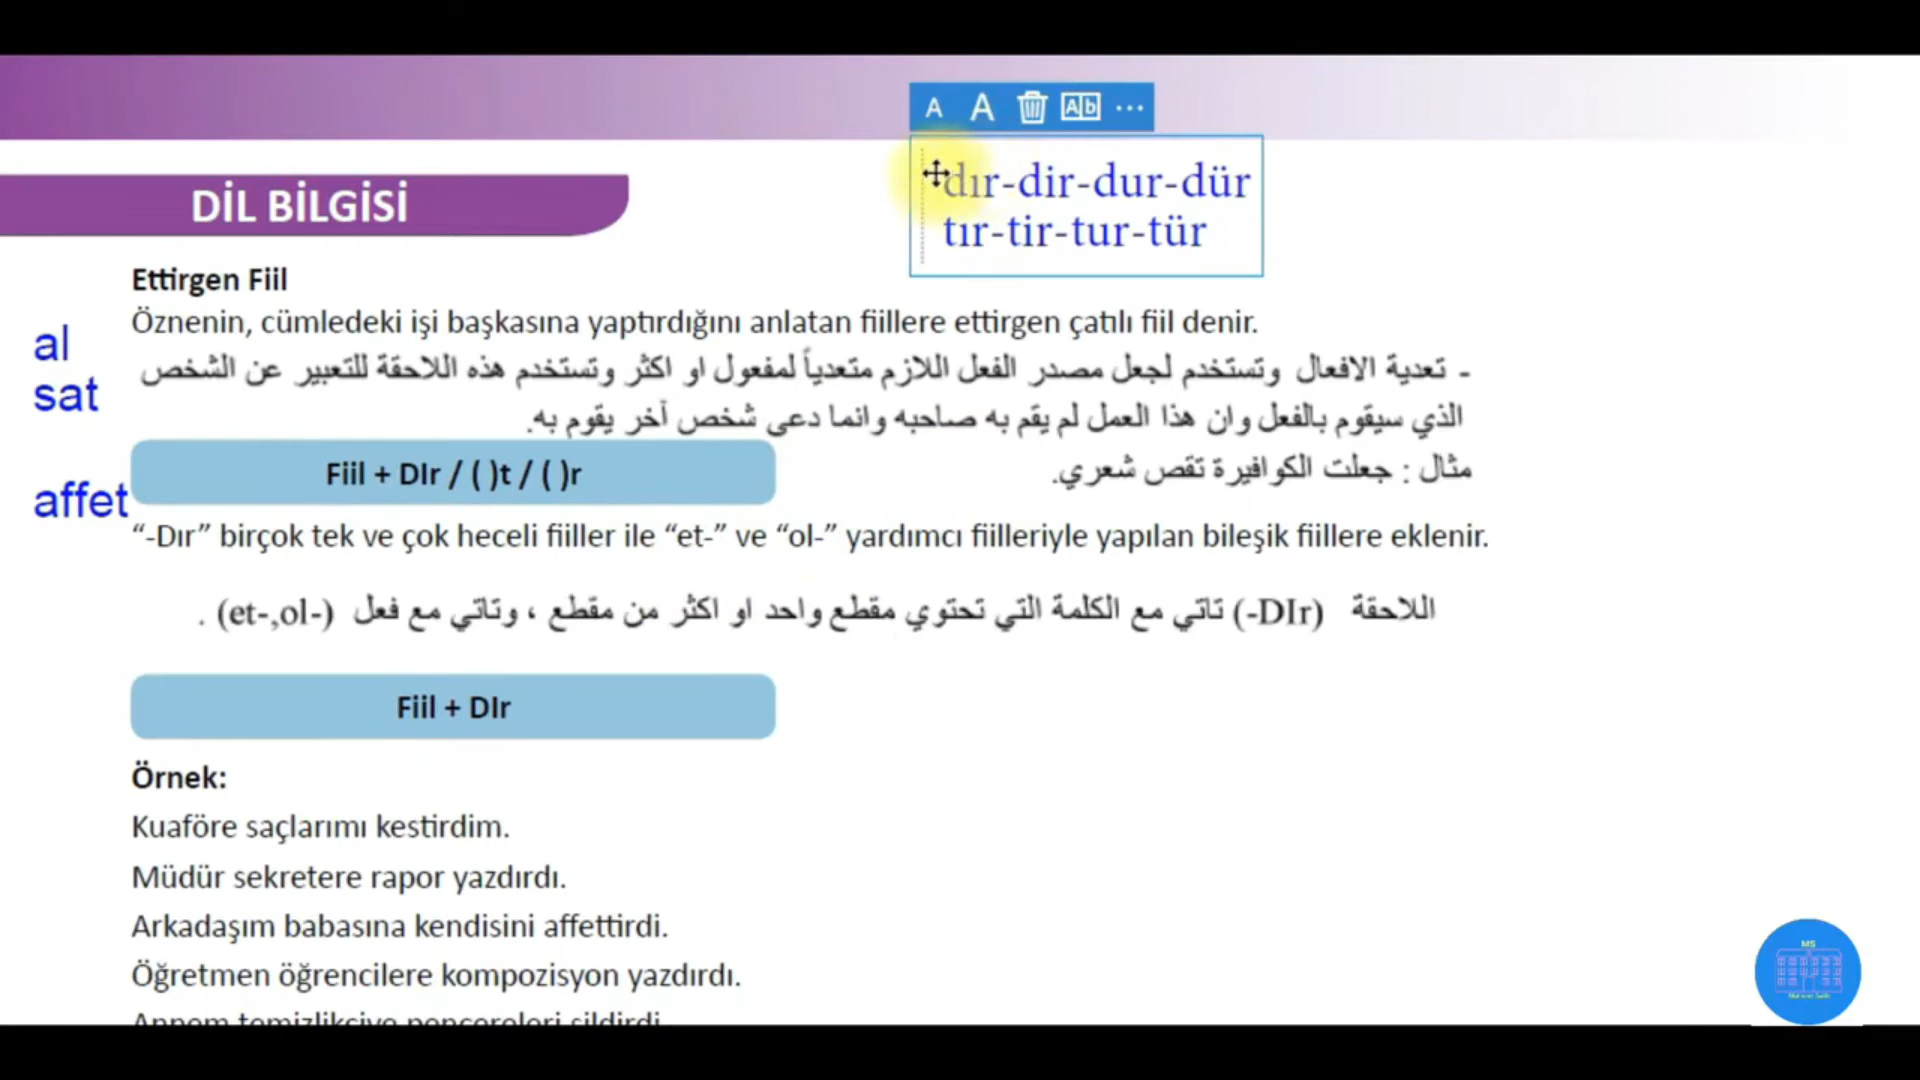 A A Ab ...
dır-dir-dur-dür
tır-tir-tur-tür
DİL BİLGİSİ
Ettirgen Fiil
Öznenin, cümledeki işi başkasına yaptırdığını anlatan fiillere ettirgen çatılı fiil denir.
al
sat
affet
- تعدية الافعال وتستخدم لجعل مصدر الفعل اللازم متعدياً لمفعول او اكثر وتستخدم هذه اللاحقة للتعبير عن الشخص
الذي سيقوم بالفعل وان هذا العمل لم يقم به صاحبه وانما دعى شخص آخر يقوم به.
Fiil + DIr / ( )t / ( )r
مثال : جعلت الكوافيرة تقص شعري.
“-Dır” birçok tek ve çok heceli fiiller ile “et-” ve “ol-” yardımcı fiilleriyle yapılan bileşik fiillere eklenir.
اللاحقة (-DIr) تاتي مع الكلمة التي تحتوي مقطع واحد او اكثر من مقطع ، وتاتي مع فعل (et-,ol-) .
Fiil + DIr
Örnek:
Kuaföre saçlarımı kestirdim.
Müdür sekretere rapor yazdırdı.
Arkadaşım babasına kendisini affettirdi.
Öğretmen öğrencilere kompozisyon yazdırdı.
Annem temizlikçiye pencereleri sildirdi.
MS